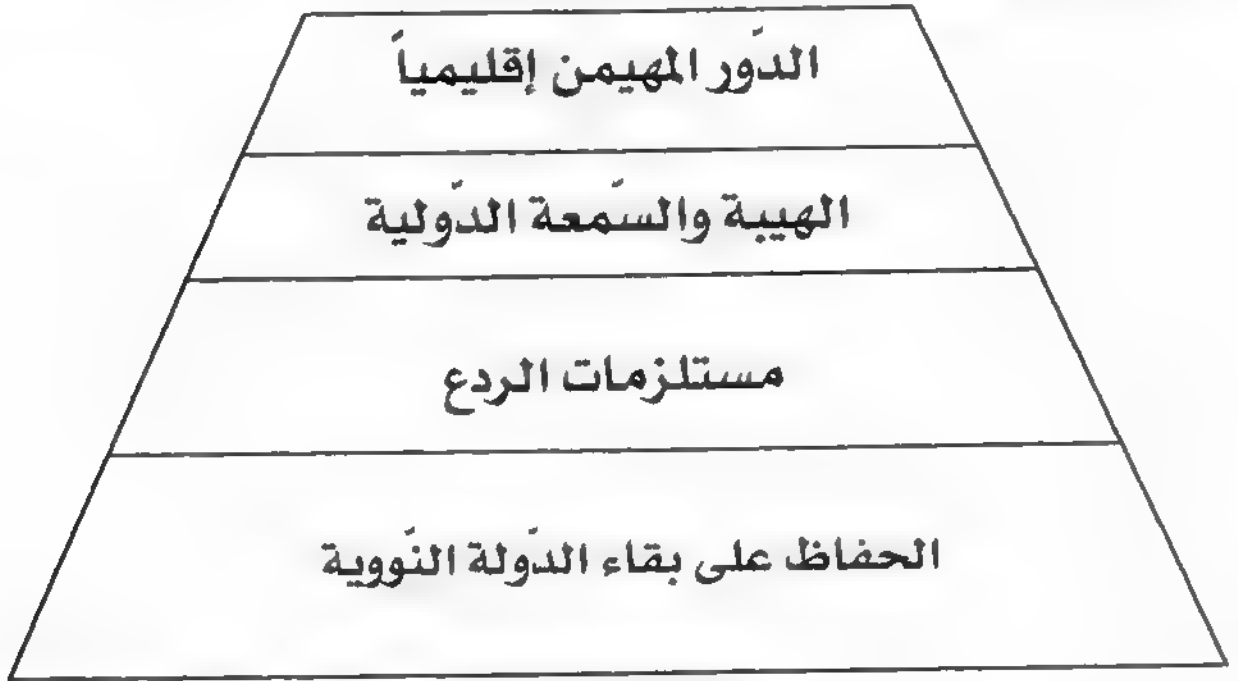 الدَور المهيمن إقليمياً
الهيبة والسَمعة الدَولية
مستلزمات الردع
الحفاظ على بقاء الدَولة النَووية